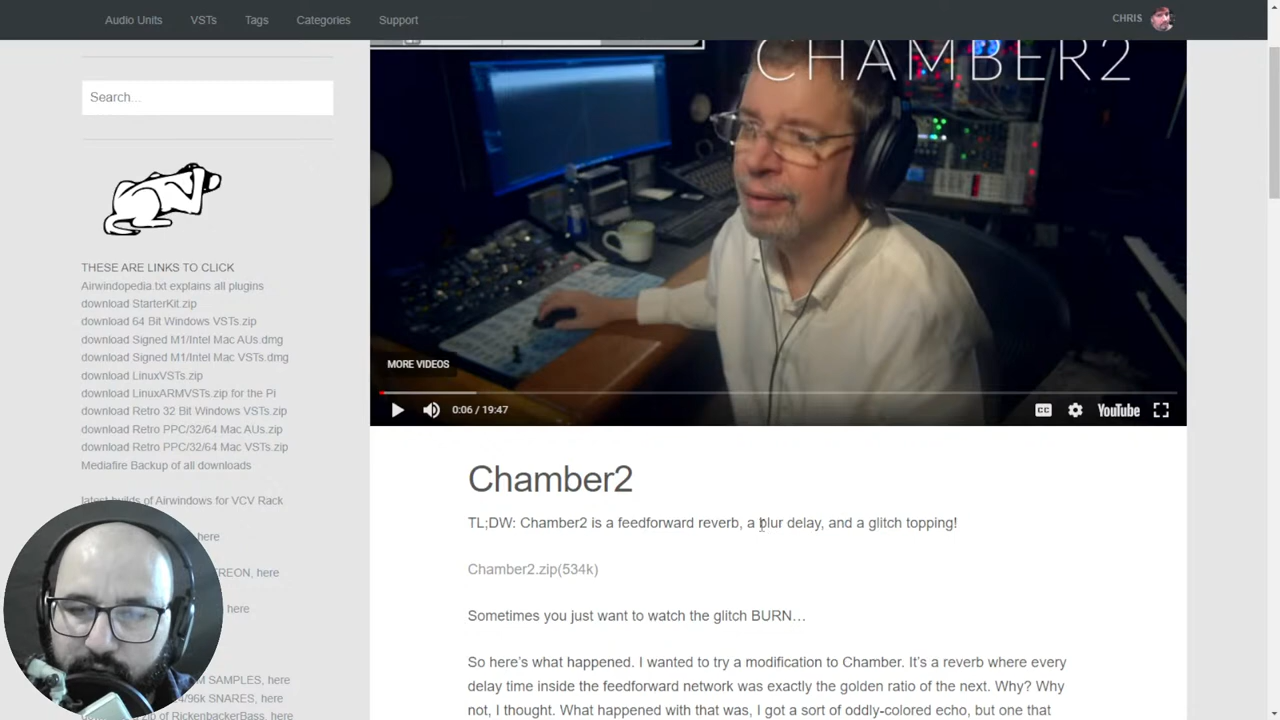 Audio Units VSTs Tags Categories Support CHRIS
Search...
THESE ARE LINKS TO CLICK
Airwindopedia.txt explains all plugins
download StarterKit.zip
download 64 Bit Windows VSTs.zip
download Signed M1/Intel Mac AUs.dmg
download Signed M1/Intel Mac VSTs.dmg
download LinuxVSTs.zip
download LinuxARMVSTs.zip for the Pi
download Retro 32 Bit Windows VSTs.zip
download Retro PPC/32/64 Mac AUs.zip
download Retro PPC/32/64 Mac VSTs.zip
Mediafire Backup of all downloads
latest builds of Airwindows for VCV Rack
here
here
here
SAMPLES, here
/96k SNARES, here
of RickenbackerBass, here
CHAMBER2
MORE VIDEOS
0:06 / 19:47
CC
YouTube
Chamber2
TL;DW: Chamber2 is a feedforward reverb, a blur delay, and a glitch topping!
Chamber2.zip(534k)
Sometimes you just want to watch the glitch BURN…
So here's what happened. I wanted to try a modification to Chamber. It's a reverb where every
delay time inside the feedforward network was exactly the golden ratio of the next. Why? Why
not, I thought. What happened with that was, I got a sort of oddly-colored echo, but one that